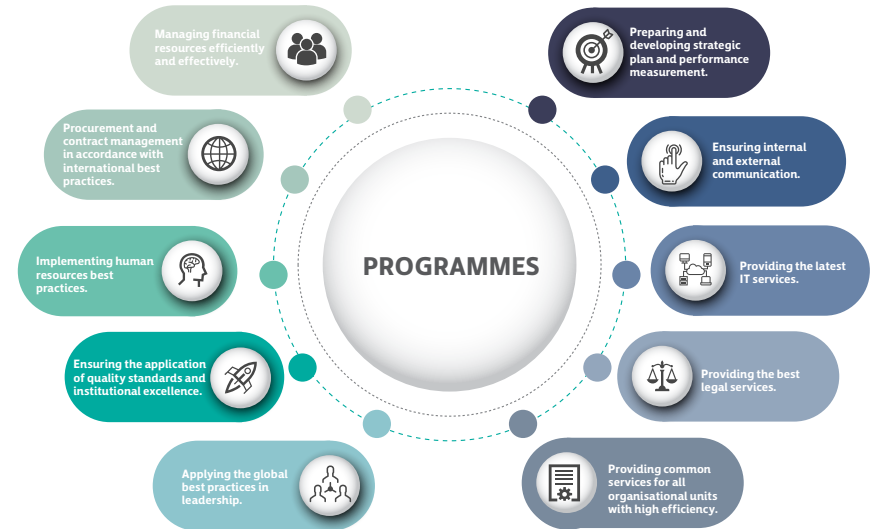 Managing financial
resources efficiently
and effectively.
Preparing and
developing strategic
plan and performance
measurement.
Procurement and
contract management
in accordance with
international best
practices.
Ensuring internal
and external
communication.
PROGRAMMES
Implementing human
resources best
practices.
Providing the latest
IT services.
Ensuring the application
of quality standards and
institutional excellence.
Providing the best
legal services.
Applying the global
best practices in
leadership.
Providing common
services for all
organisational units
with high efficiency.